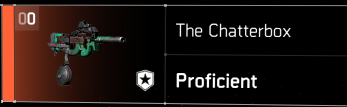 00
The Chatterbox
Proficient